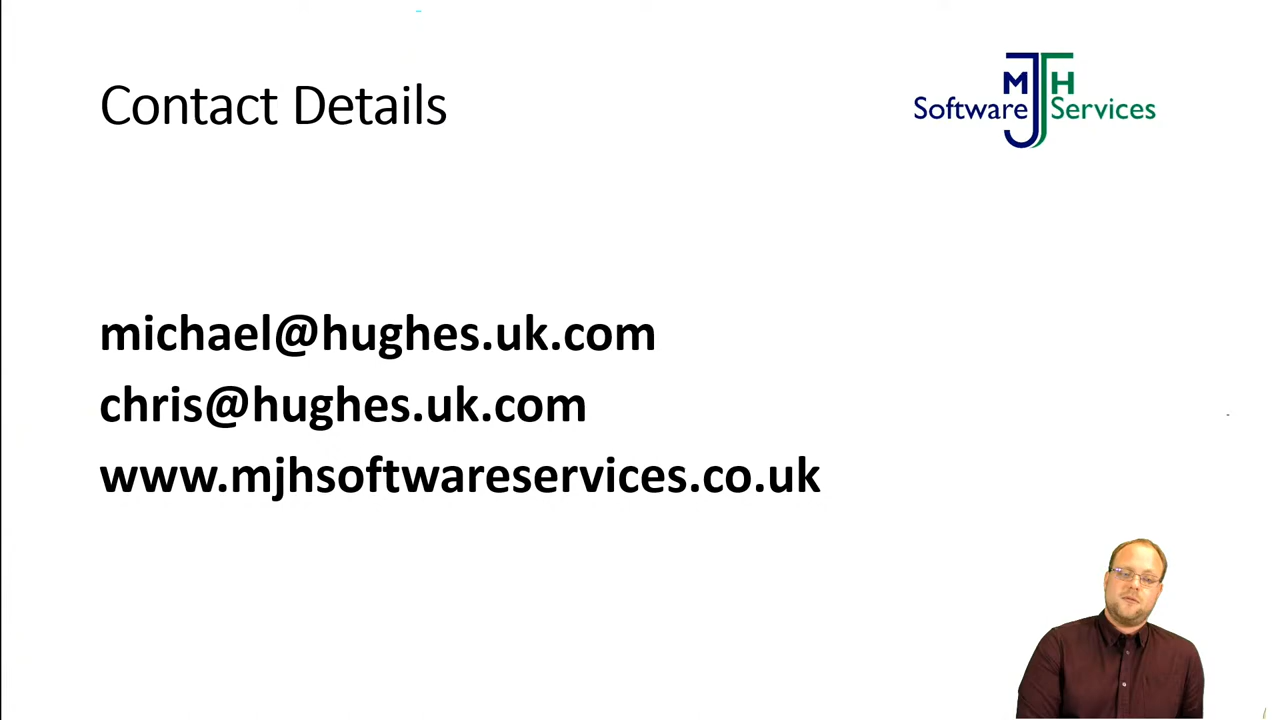 Contact Details
MJH
Software Services
michael@hughes.uk.com
chris@hughes.uk.com
www.mjhsoftwareservices.co.uk